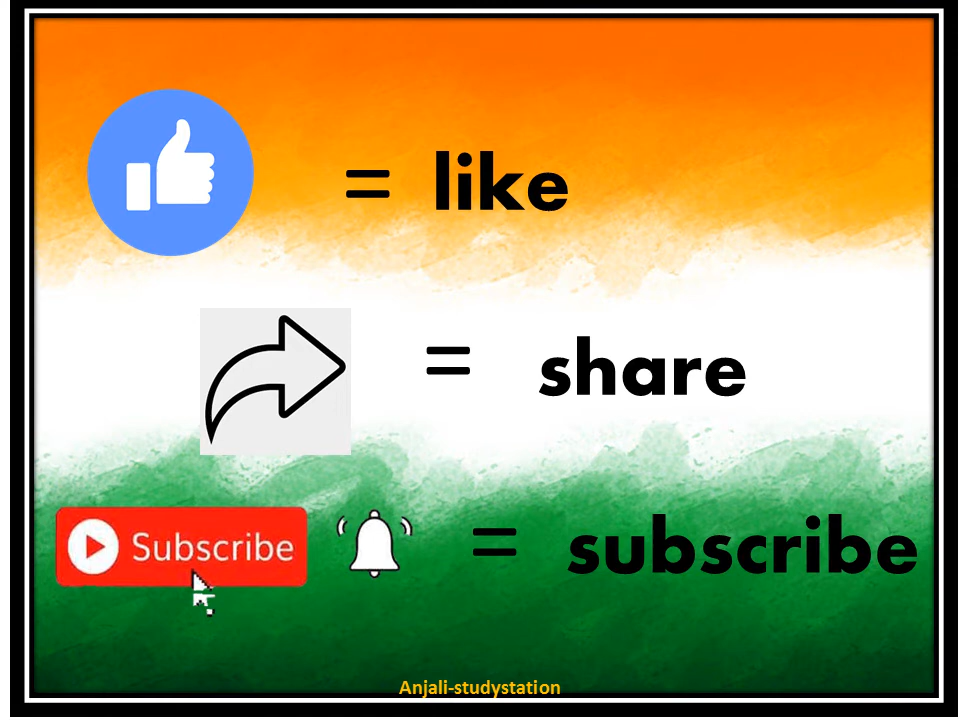 = like
= share
Subscribe = subscribe
Anjali-studystation